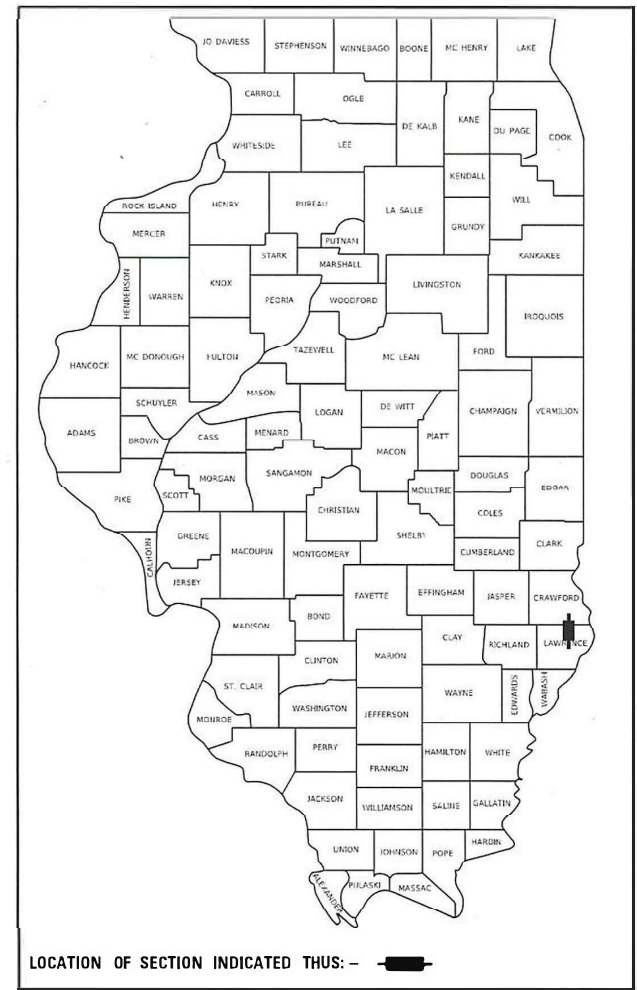 JO DAVIESS STEPHENSON WINNEBAGO BOONE MC HENRY LAKE
CARROLL OGLE DE KALB KANE DU PAGE COOK
WHITESIDE LEE
KENDALL
ROCK ISLAND HENRY BUREAU LA SALLE WILL
MERCER PUTNAM GRUNDY
STARK MARSHALL KANKAKEE
HENDERSON WARREN KNOX PEORIA WOODFORD LIVINGSTON IROQUOIS
HANCOCK MC DONOUGH FULTON TAZEWELL MC LEAN FORD
MASON
SCHUYLER LOGAN DE WITT CHAMPAIGN VERMILION
ADAMS BROWN CASS MENARD PIATT
MACON
MORGAN SANGAMON DOUGLAS EDGAR
PIKE SCOTT MOULTRIE
CHRISTIAN COLES
CALHOUN GREENE MACOUPIN MONTGOMERY SHELBY CUMBERLAND CLARK
JERSEY FAYETTE EFFINGHAM JASPER CRAWFORD
MADISON BOND
CLINTON MARION CLAY RICHLAND LAWRENCE
ST. CLAIR WAYNE EDWARDS WABASH
MONROE WASHINGTON JEFFERSON
RANDOLPH PERRY FRANKLIN HAMILTON WHITE
JACKSON WILLIAMSON SALINE GALLATIN
UNION JOHNSON POPE HARDIN
ALEXANDER PULASKI MASSAC
LOCATION OF SECTION INDICATED THUS: –